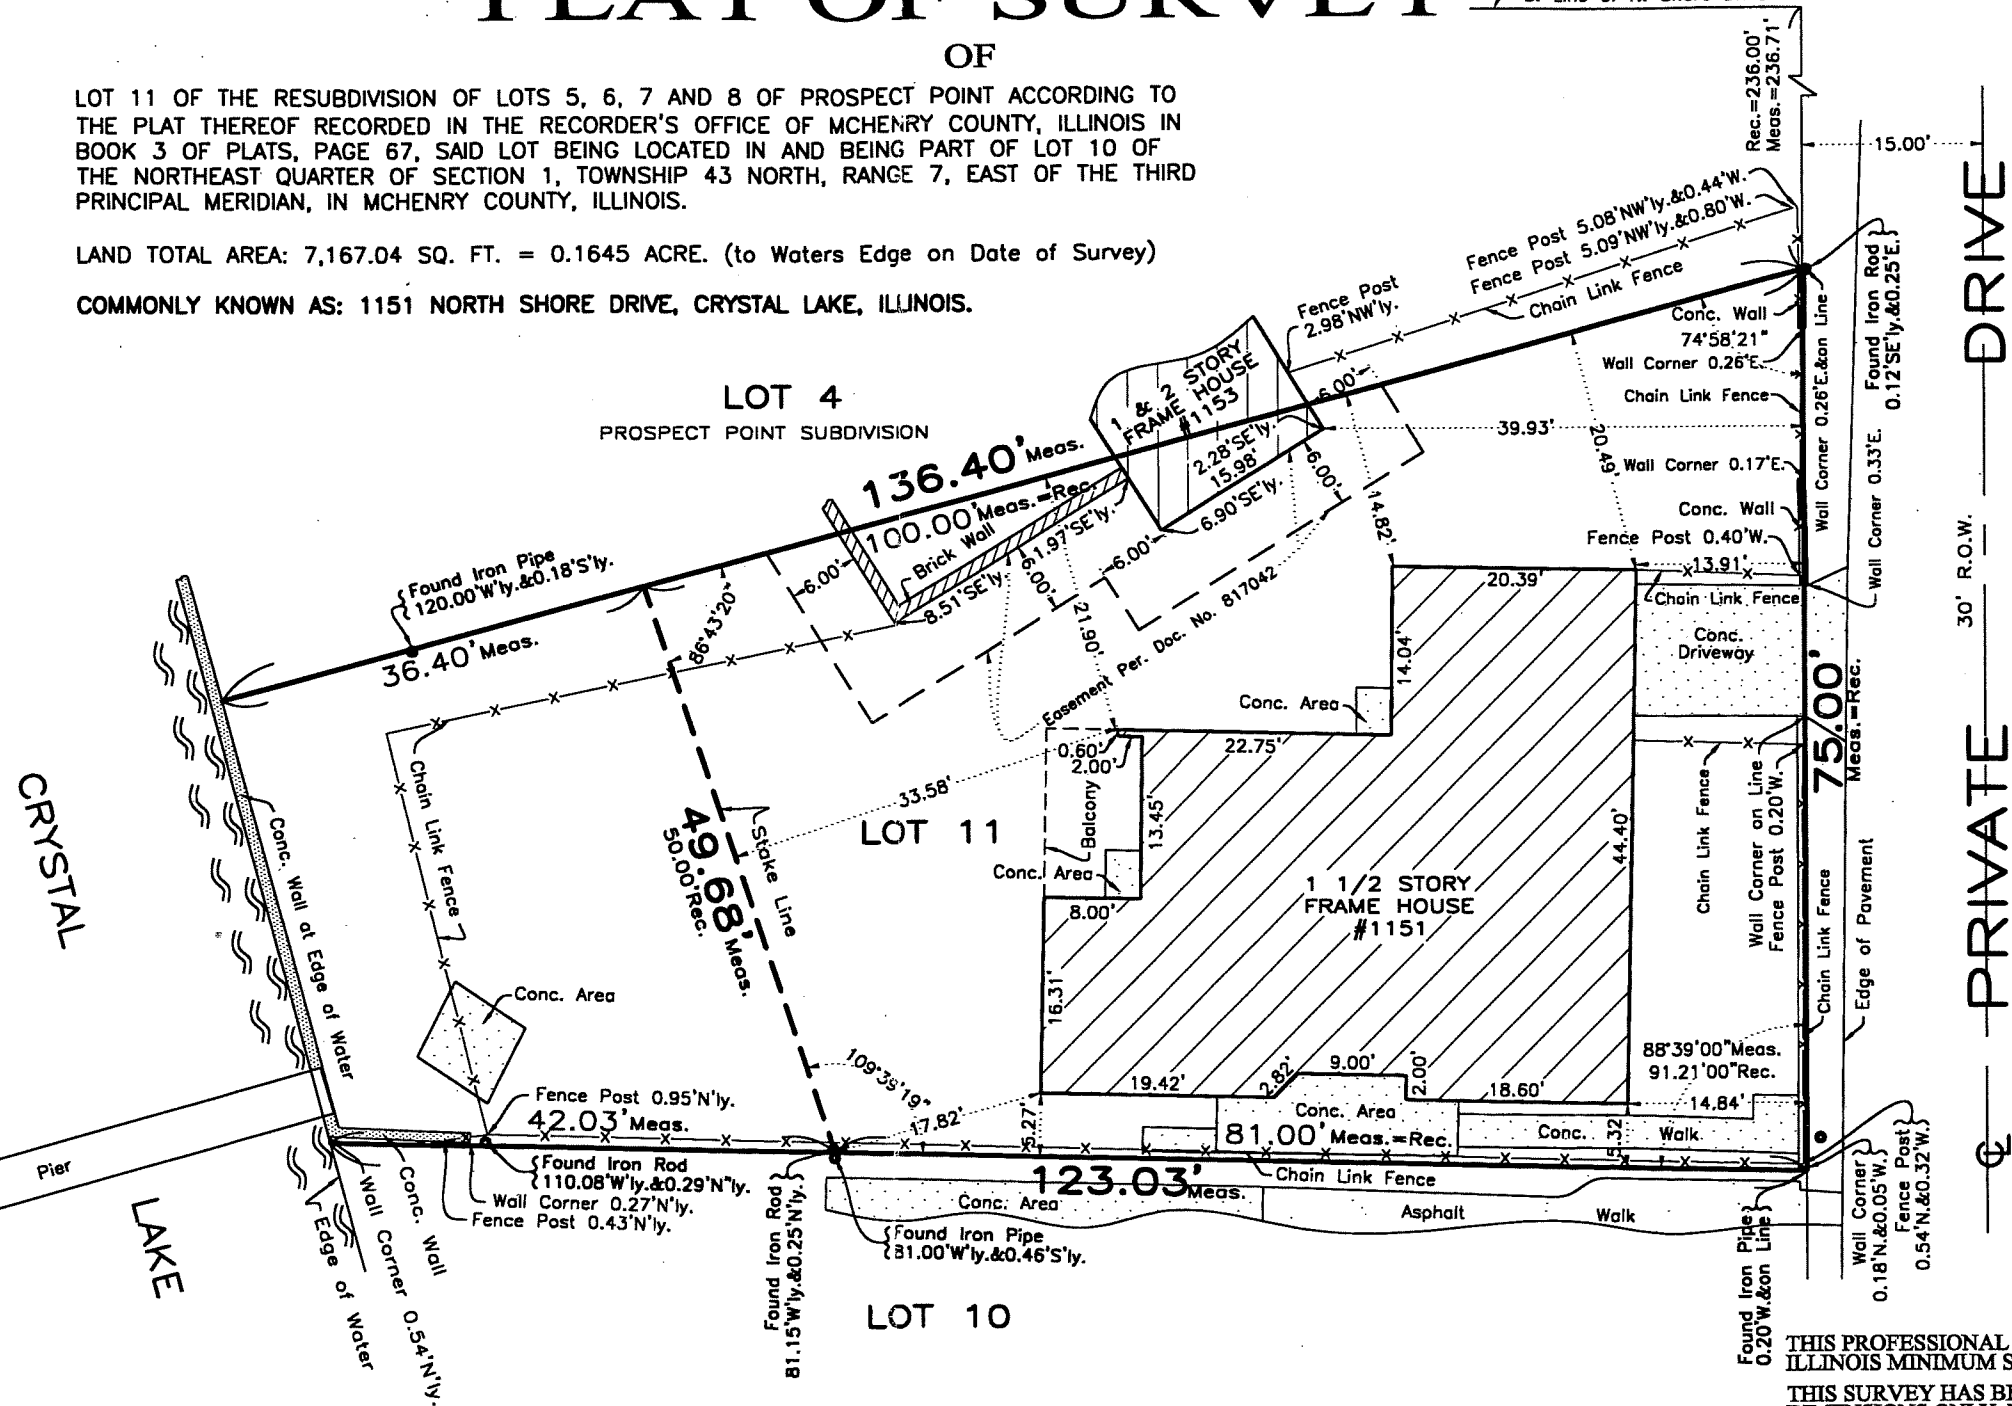 PLAT OF SURVEY
OF
LOT 11 OF THE RESUBDIVISION OF LOTS 5, 6, 7 AND 8 OF PROSPECT POINT ACCORDING TO
THE PLAT THEREOF RECORDED IN THE RECORDER'S OFFICE OF MCHENRY COUNTY, ILLINOIS IN
BOOK 3 OF PLATS, PAGE 67, SAID LOT BEING LOCATED IN AND BEING PART OF LOT 10 OF
THE NORTHEAST QUARTER OF SECTION 1, TOWNSHIP 43 NORTH, RANGE 7, EAST OF THE THIRD
PRINCIPAL MERIDIAN, IN MCHENRY COUNTY, ILLINOIS.
LAND TOTAL AREA: 7,167.04 SQ. FT. = 0.1645 ACRE. (to Waters Edge on Date of Survey)
COMMONLY KNOWN AS: 1151 NORTH SHORE DRIVE, CRYSTAL LAKE, ILLINOIS.
Rec.=236.00'
Meas.=236.71'
15.00'
Fence Post 5.08'NW'ly.&0.44'W.
Fence Post 5.09'NW'ly.&0.80'W.
Chain Link Fence
Fence Post
2.98'NW'ly.
Found Iron Rod
0.12'SE'ly.&0.25'E.
Conc. Wall
74°58'21"
Wall Corner 0.26'E.
Chain Link Fence
Wall Corner 0.26'E.&on Line
39.93'
20.49'
Wall Corner 0.17'E.
Conc. Wall
Fence Post 0.40'W.
13.91'
Chain Link Fence
Wall Corner 0.33'E.
Conc.
Driveway
30' R.O.W.
PRIVATE DRIVE
LOT 4
PROSPECT POINT SUBDIVISION
136.40' Meas.
100.00' Meas.=Rec.
Brick Wall
1 & 2 STORY
FRAME HOUSE
#1153
2.28'SE'ly.
15.98'
6.90'SE'ly.
6.00'
6.00'
6.00'
6.00'
6.00'
11.97'SE'ly.
8.51'SE'ly.
14.82'
21.90'
Easement Per. Doc. No. 817042
Found Iron Pipe
120.00'W'ly.&0.18'S'ly.
36.40' Meas.
86°43'20"
20.39'
14.04'
Conc. Area
22.75'
0.60'
2.00'
Balcony
13.45'
33.58'
LOT 11
Conc. Area
8.00'
16.31'
1 1/2 STORY
FRAME HOUSE
#1151
44.40'
75.00'
Meas.=Rec.
Chain Link Fence
Wall Corner on Line
Fence Post 0.20'W.
Chain Link Fence
Edge of Pavement
CRYSTAL
LAKE
Conc. Wall at Edge of Water
Chain Link Fence
Stake Line
49.68' Meas.
50.00'Rec.
Conc. Area
109°39'19"
17.82'
5.27'
19.42'
2.82'
9.00'
2.00'
18.60'
88°39'00"Meas.
91.21'00"Rec.
14.84'
5.32'
Conc. Area
81.00' Meas.=Rec.
Conc. Walk
Fence Post 0.95'N'ly.
42.03' Meas.
Found Iron Rod
110.08'W'ly.&0.29'N'ly.
Wall Corner 0.27'N'ly.
Fence Post 0.43'N'ly.
Pier
Conc. Wall
Wall Corner 0.54'N'ly.
Edge of Water
123.03' Meas.
Chain Link Fence
Conc. Area
Asphalt Walk
Found Iron Rod
81.15'W'ly.&0.25'N'ly.
Found Iron Pipe
81.00'W'ly.&0.46'S'ly.
LOT 10
Found Iron Pipe
0.20'W.&on Line
Wall Corner
0.18'N.&0.05'W.
Fence Post
0.54'N.&0.32'W.
THIS PROFESSIONAL
ILLINOIS MINIMUM S
THIS SURVEY HAS BE